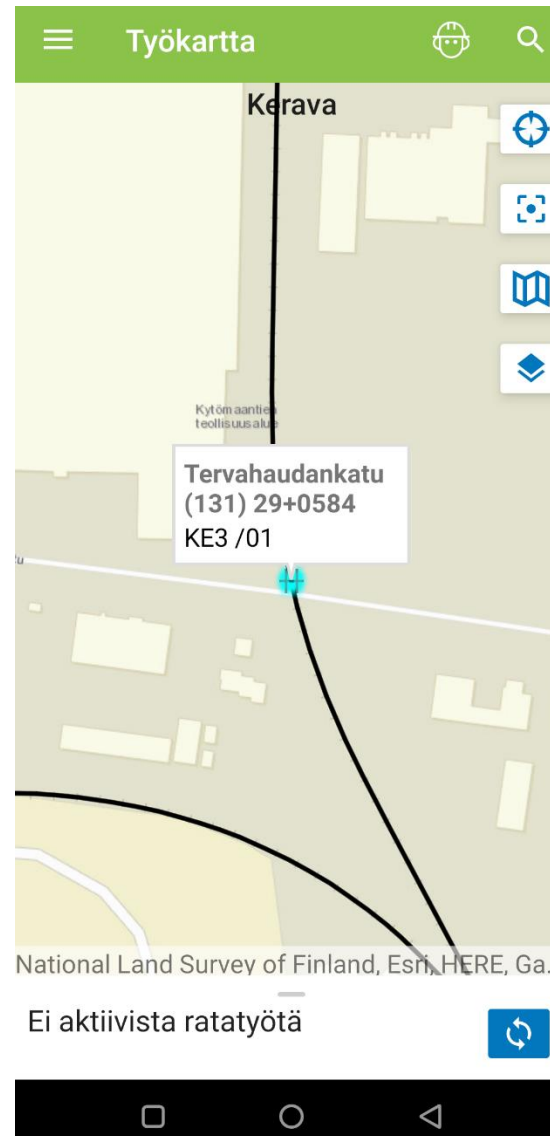 Työkartta
Kerava
Kytömaantien
teollisuusalue
Tervahaudankatu
(131) 29+0584
KE3 /01
National Land Survey of Finland, Esri, HERE, Ga.
Ei aktiivista ratatyötä